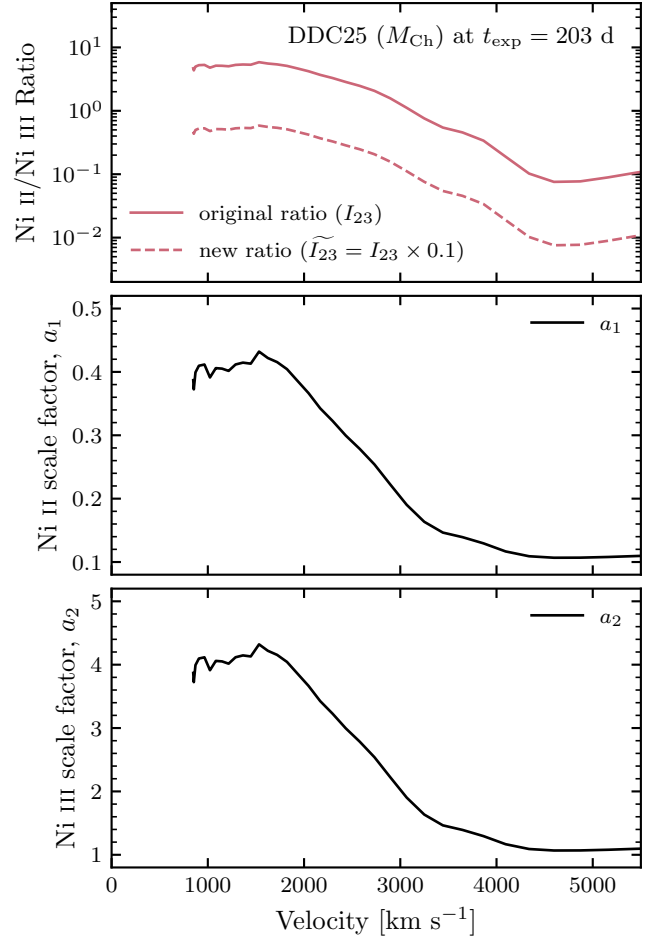 DDC25 (M_Ch) at t_exp = 203 d
10^1
10^0
10^−1
10^−2
Ni II/Ni III Ratio
original ratio (I_23)
new ratio (\widetilde{I_23} = I_23 × 0.1)
0.5
0.4
0.3
0.2
0.1
Ni II scale factor, a_1
a_1
5
4
3
2
1
Ni III scale factor, a_2
a_2
0 1000 2000 3000 4000 5000
Velocity [km s^−1]